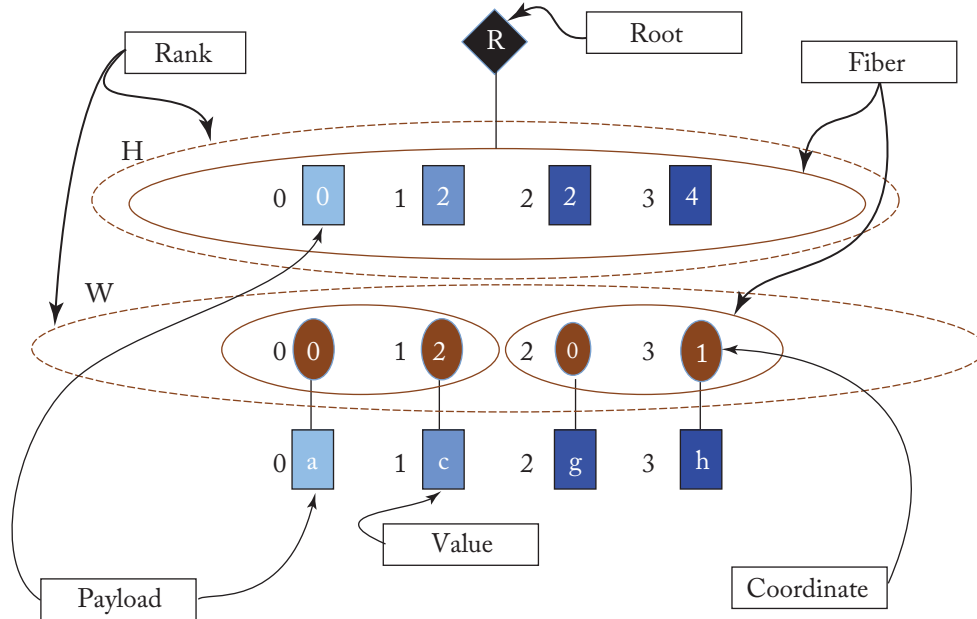 R
Root
Rank
Fiber
H
0 0 1 2 2 2 3 4
W
0 0 1 2 2 0 3 1
0 a 1 c 2 g 3 h
Value
Payload
Coordinate